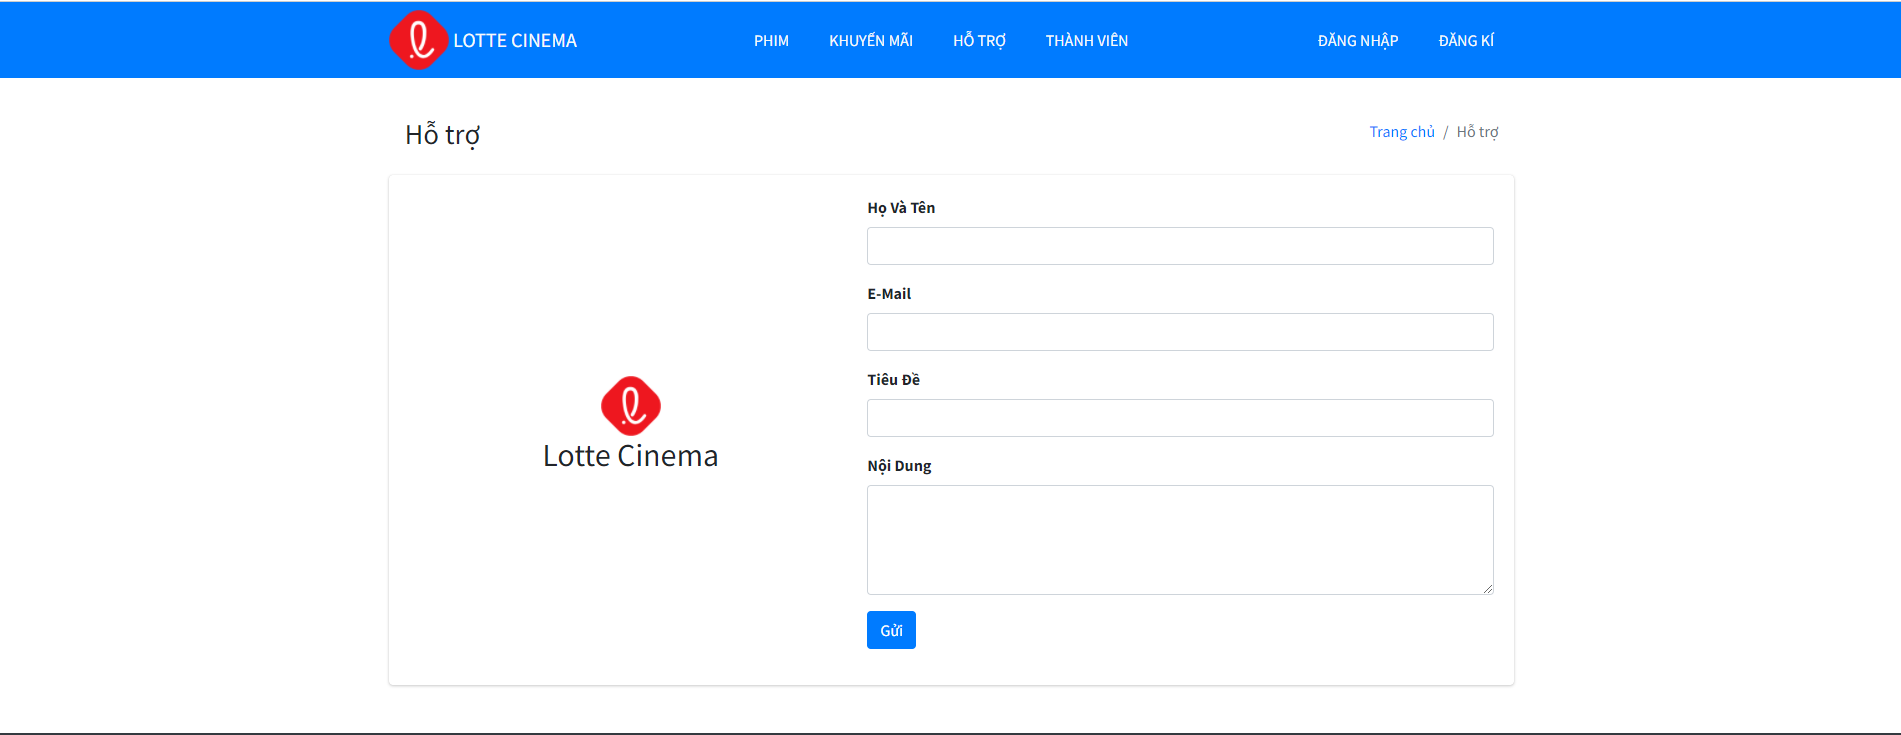 LOTTE CINEMA PHIM KHUYẾN MÃI HỖ TRỢ THÀNH VIÊN ĐĂNG NHẬP ĐĂNG KÍ
Hỗ trợ
Trang chủ / Hỗ trợ
Lotte Cinema
Họ Và Tên
E-Mail
Tiêu Đề
Nội Dung
Gửi